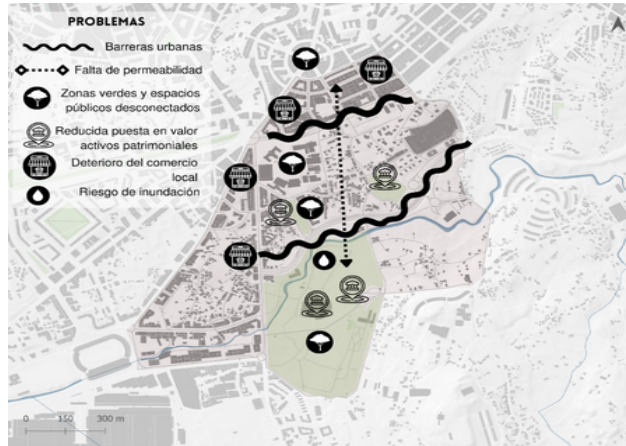 PROBLEMAS
Barreras urbanas
Falta de permeabilidad
Zonas verdes y espacios
públicos desconectados
Reducida puesta en valor
activos patrimoniales
Deterioro del comercio
local
Riesgo de inundación
0 150 300 m